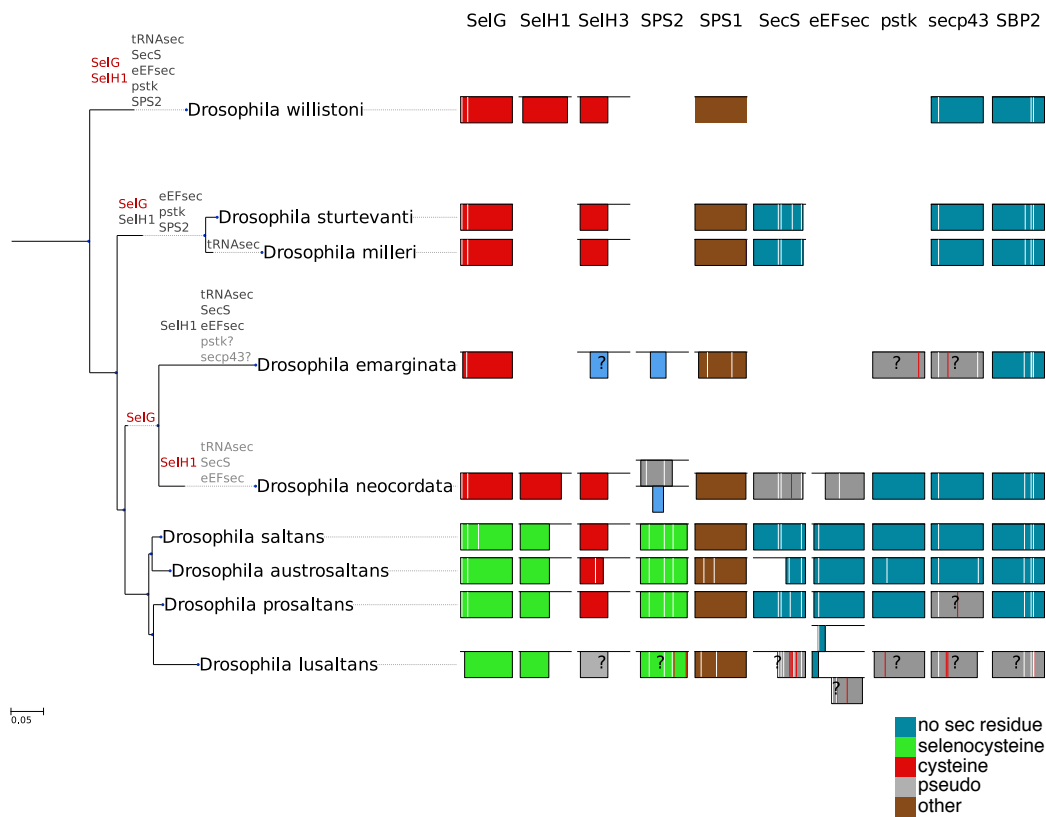 SelG SelH1 SelH3 SPS2 SPS1 SecS eEFsec pstk secp43 SBP2
tRNAsec
SecS
SelG eEFsec
SelH1 pstk
SPS2
Drosophila willistoni
eEFsec
SelG pstk
SelH1 SPS2
Drosophila sturtevanti
tRNAsec Drosophila milleri
tRNAsec
SecS
SelH1 eEFsec
pstk?
secp43?
Drosophila emarginata ? ? ?
SelG
tRNAsec
SelH1 SecS
eEFsec
Drosophila neocordata
Drosophila saltans
Drosophila austrosaltans
Drosophila prosaltans ?
Drosophila lusaltans ? ? ? ? ? ?
?
0,05
no sec residue
selenocysteine
cysteine
pseudo
other